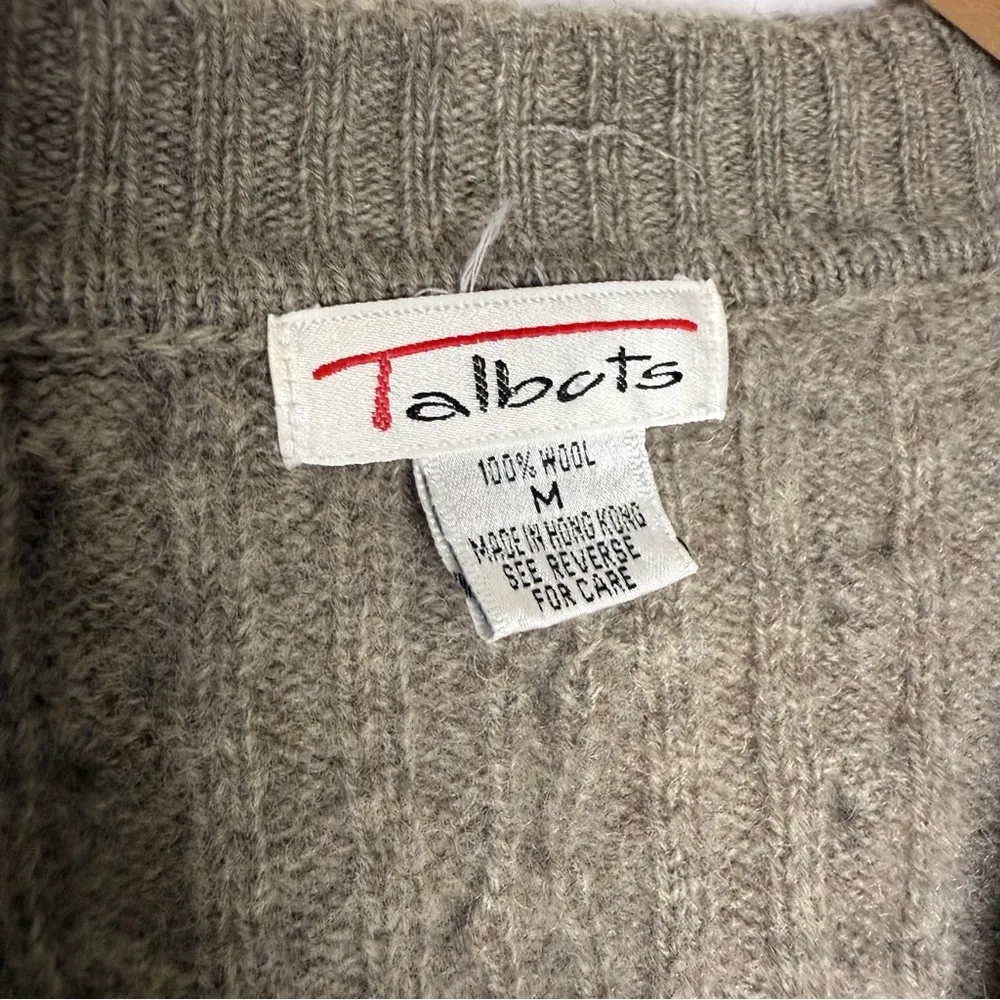 Talbots
100% WOOL
M
MADE IN HONG KONG
SEE REVERSE
FOR CARE